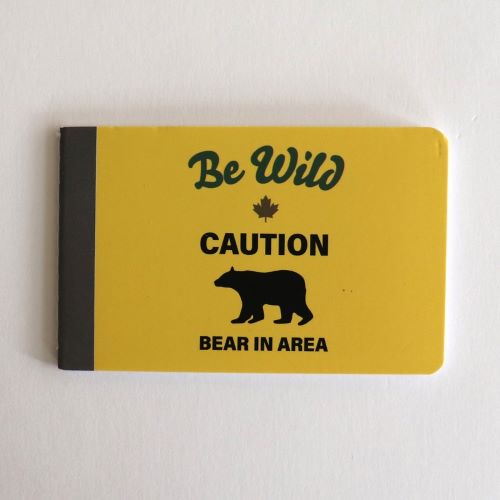 Be Wild
CAUTION
BEAR IN AREA